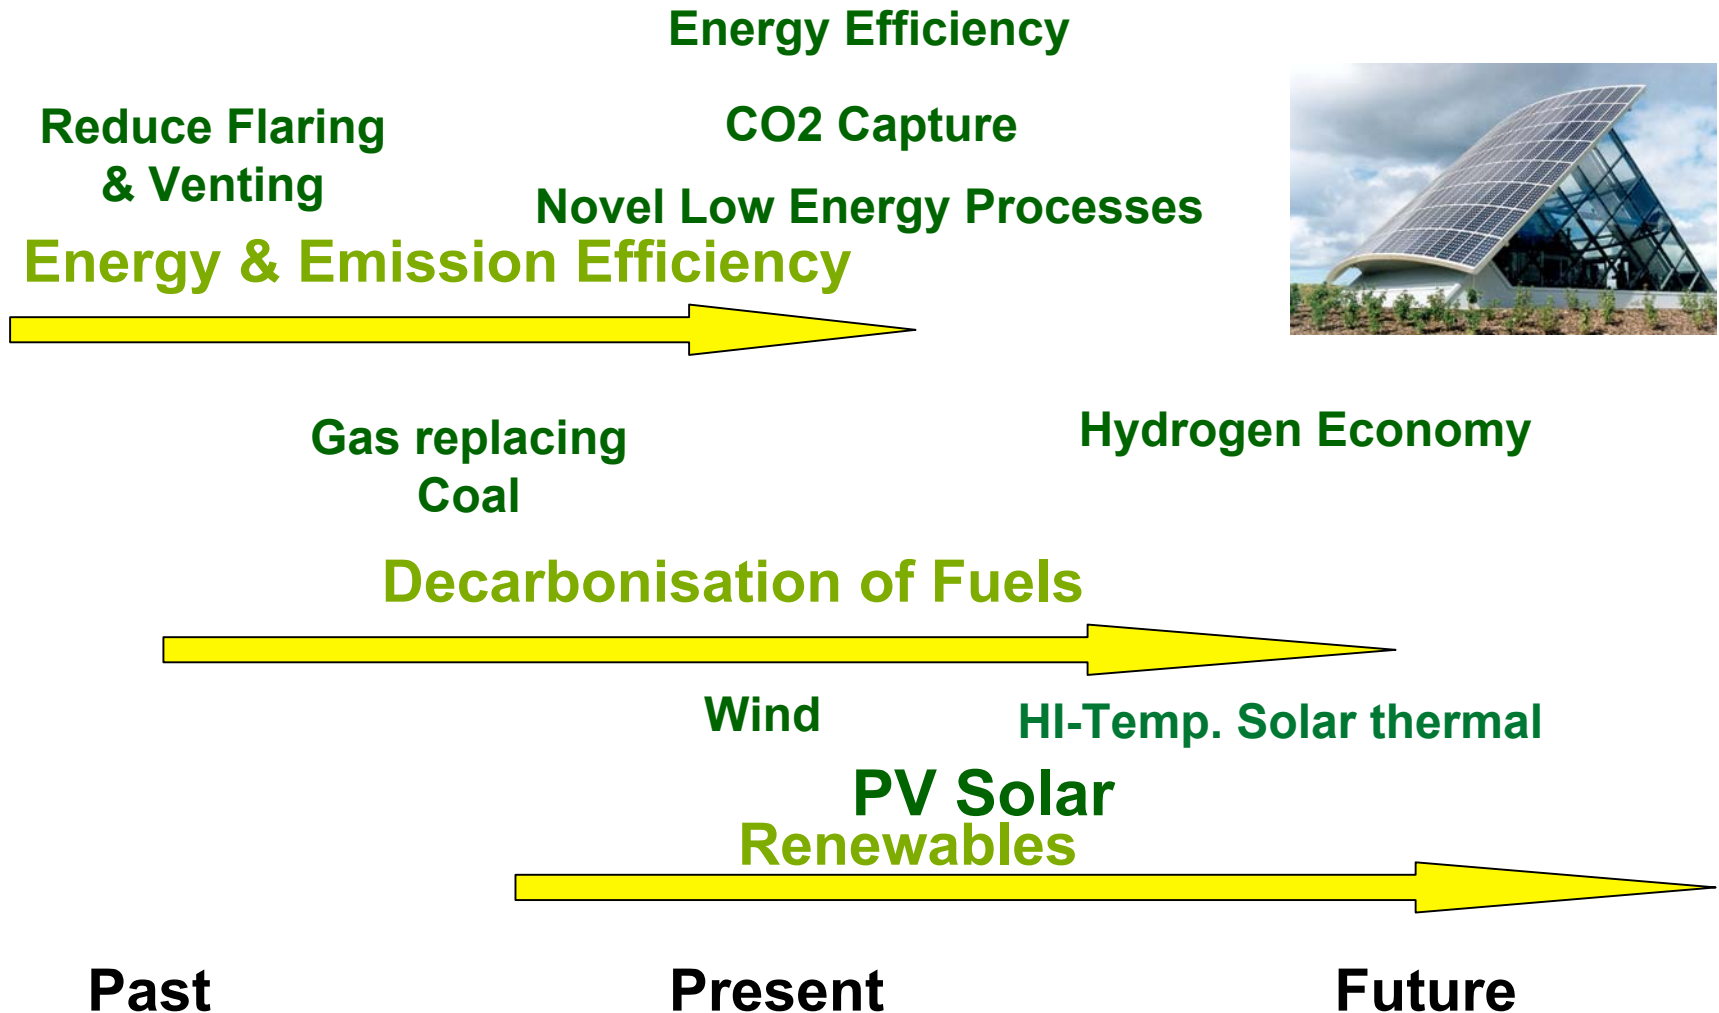 Energy Efficiency
Reduce Flaring
& Venting
CO2 Capture
Novel Low Energy Processes
Energy & Emission Efficiency
Gas replacing
Coal
Hydrogen Economy
Decarbonisation of Fuels
Wind
HI-Temp. Solar thermal
PV Solar
Renewables
Past
Present
Future